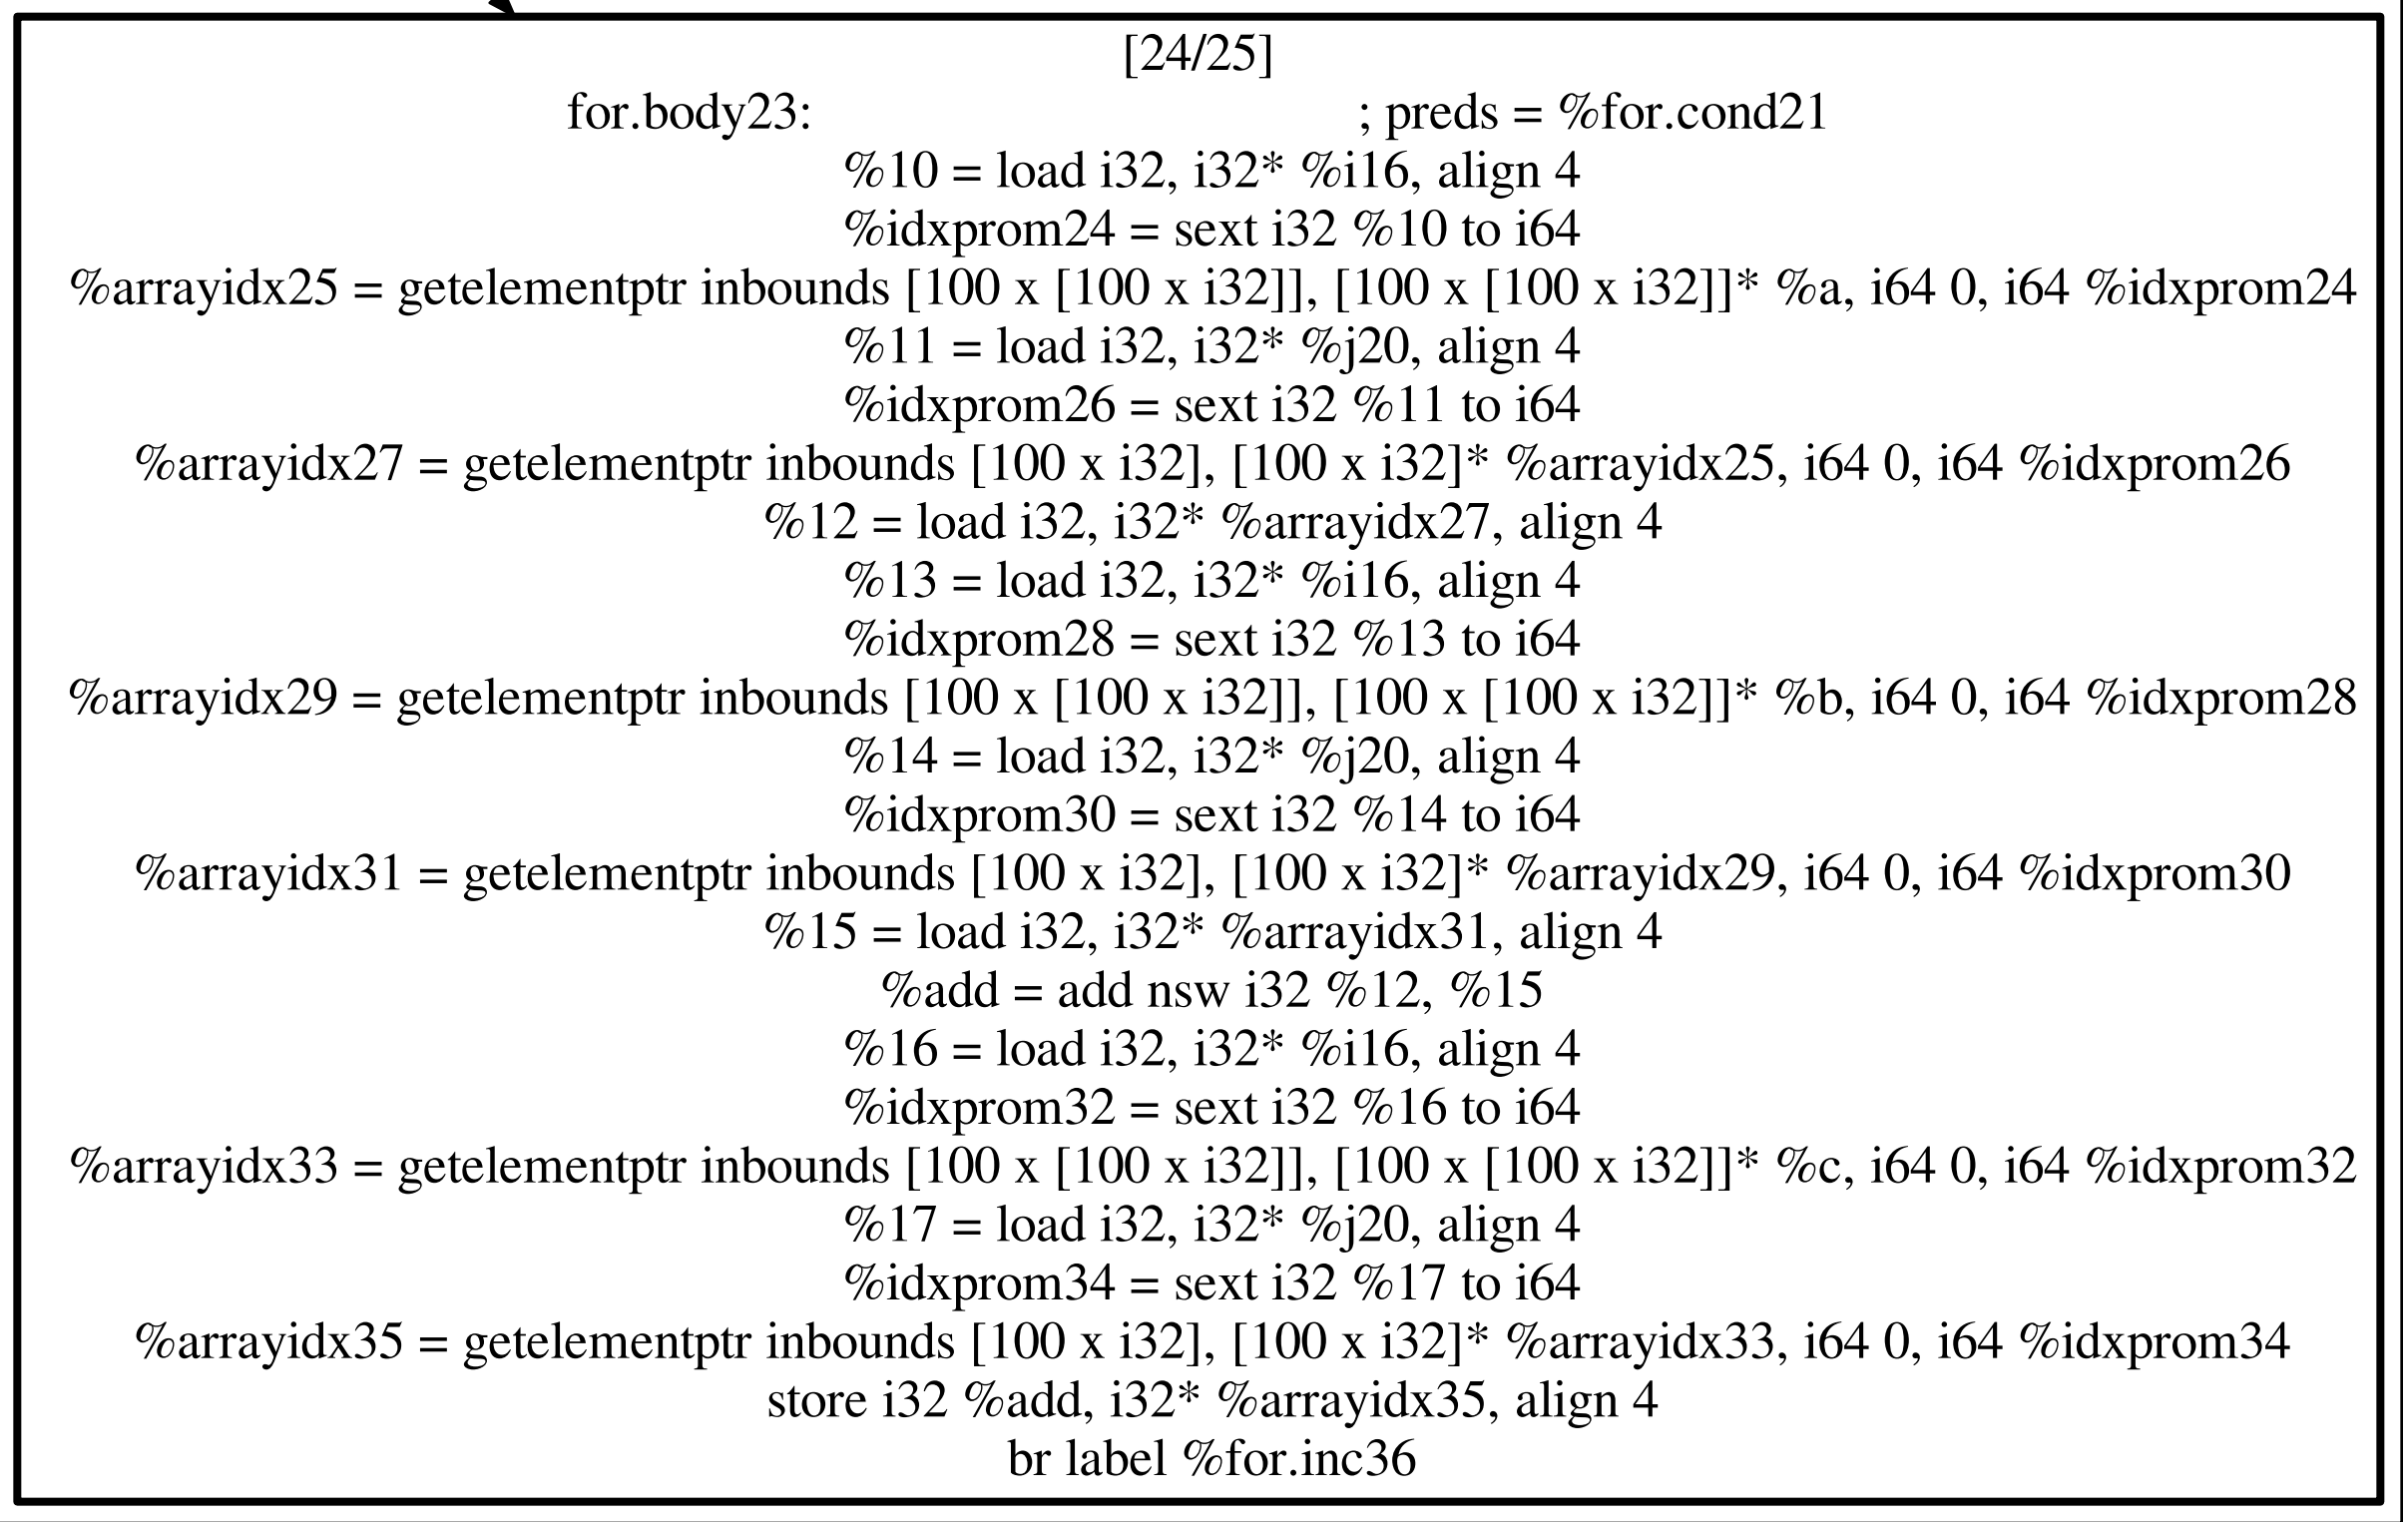 [24/25]
for.body23: ; preds = %for.cond21
%10 = load i32, i32* %i16, align 4
%idxprom24 = sext i32 %10 to i64
%arrayidx25 = getelementptr inbounds [100 x [100 x i32]], [100 x [100 x i32]]* %a, i64 0, i64 %idxprom24
%11 = load i32, i32* %j20, align 4
%idxprom26 = sext i32 %11 to i64
%arrayidx27 = getelementptr inbounds [100 x i32], [100 x i32]* %arrayidx25, i64 0, i64 %idxprom26
%12 = load i32, i32* %arrayidx27, align 4
%13 = load i32, i32* %i16, align 4
%idxprom28 = sext i32 %13 to i64
%arrayidx29 = getelementptr inbounds [100 x [100 x i32]], [100 x [100 x i32]]* %b, i64 0, i64 %idxprom28
%14 = load i32, i32* %j20, align 4
%idxprom30 = sext i32 %14 to i64
%arrayidx31 = getelementptr inbounds [100 x i32], [100 x i32]* %arrayidx29, i64 0, i64 %idxprom30
%15 = load i32, i32* %arrayidx31, align 4
%add = add nsw i32 %12, %15
%16 = load i32, i32* %i16, align 4
%idxprom32 = sext i32 %16 to i64
%arrayidx33 = getelementptr inbounds [100 x [100 x i32]], [100 x [100 x i32]]* %c, i64 0, i64 %idxprom32
%17 = load i32, i32* %j20, align 4
%idxprom34 = sext i32 %17 to i64
%arrayidx35 = getelementptr inbounds [100 x i32], [100 x i32]* %arrayidx33, i64 0, i64 %idxprom34
store i32 %add, i32* %arrayidx35, align 4
br label %for.inc36